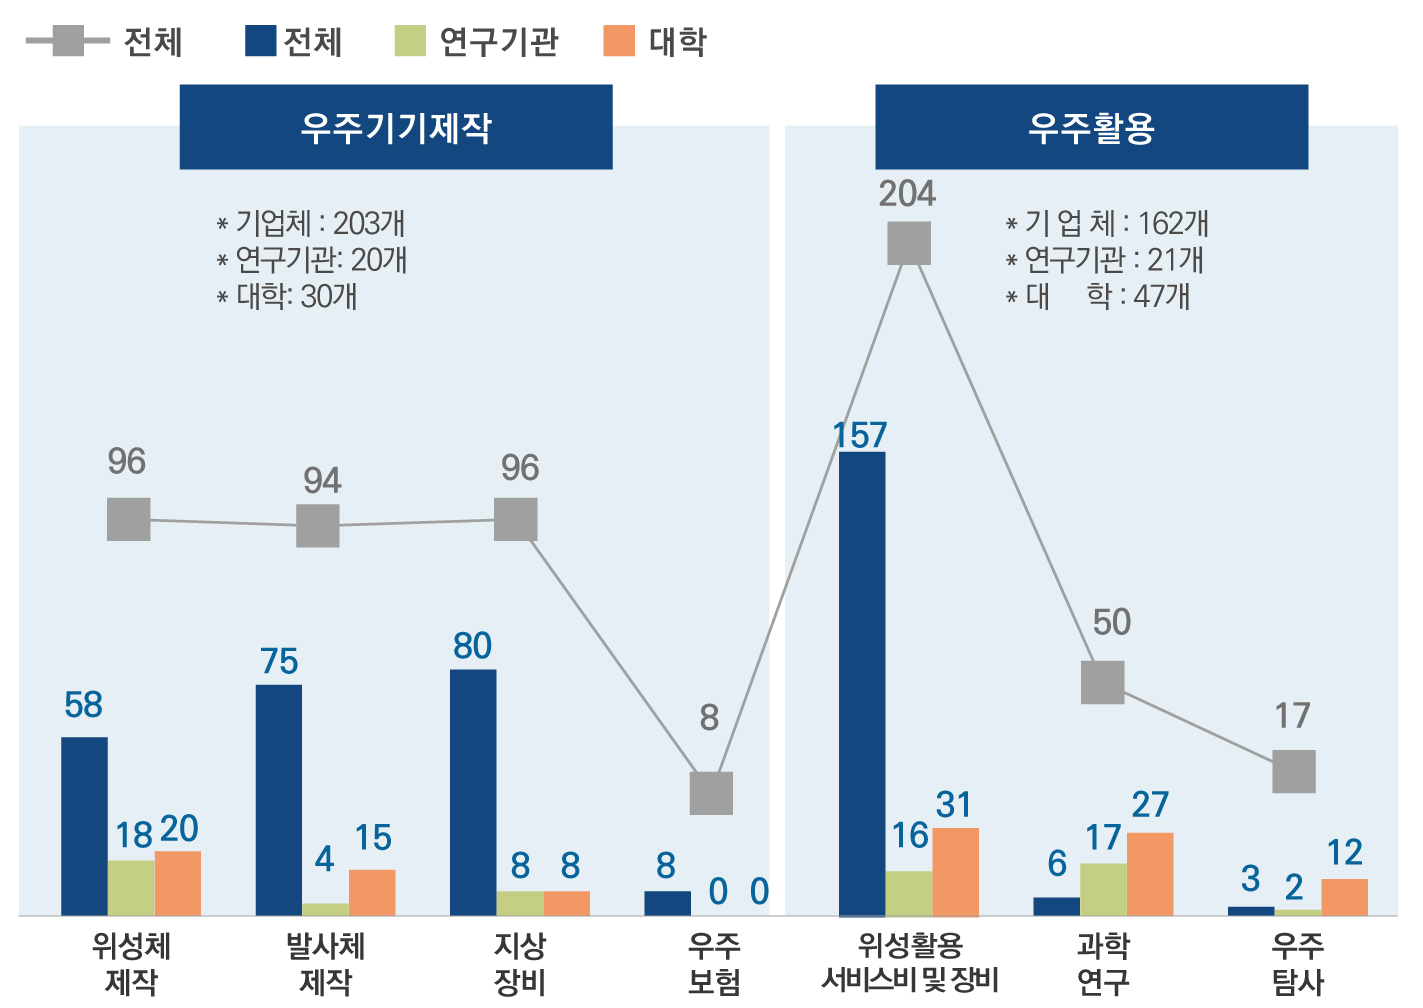 전체 전체 연구기관 대학
우주기기제작
* 기업체 : 203개
* 연구기관: 20개
* 대학: 30개
96
94
96
8
58
18
20
75
4
15
80
8
8
8
0
0
위성체
제작
발사체
제작
지상
장비
우주
보험
우주활용
* 기 업 체 : 162개
* 연구기관 : 21개
* 대 학 : 47개
204
50
17
157
16
31
6
17
27
3
2
12
위성활용
서비스비 및 장비
과학
연구
우주
탐사